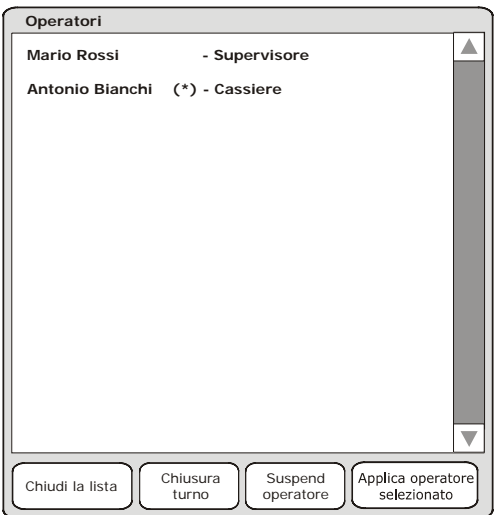 Operatori
Mario Rossi - Supervisore
Antonio Bianchi (*) - Cassiere
Chiudi la lista
Chiusura
turno
Suspend
operatore
Applica operatore
selezionato